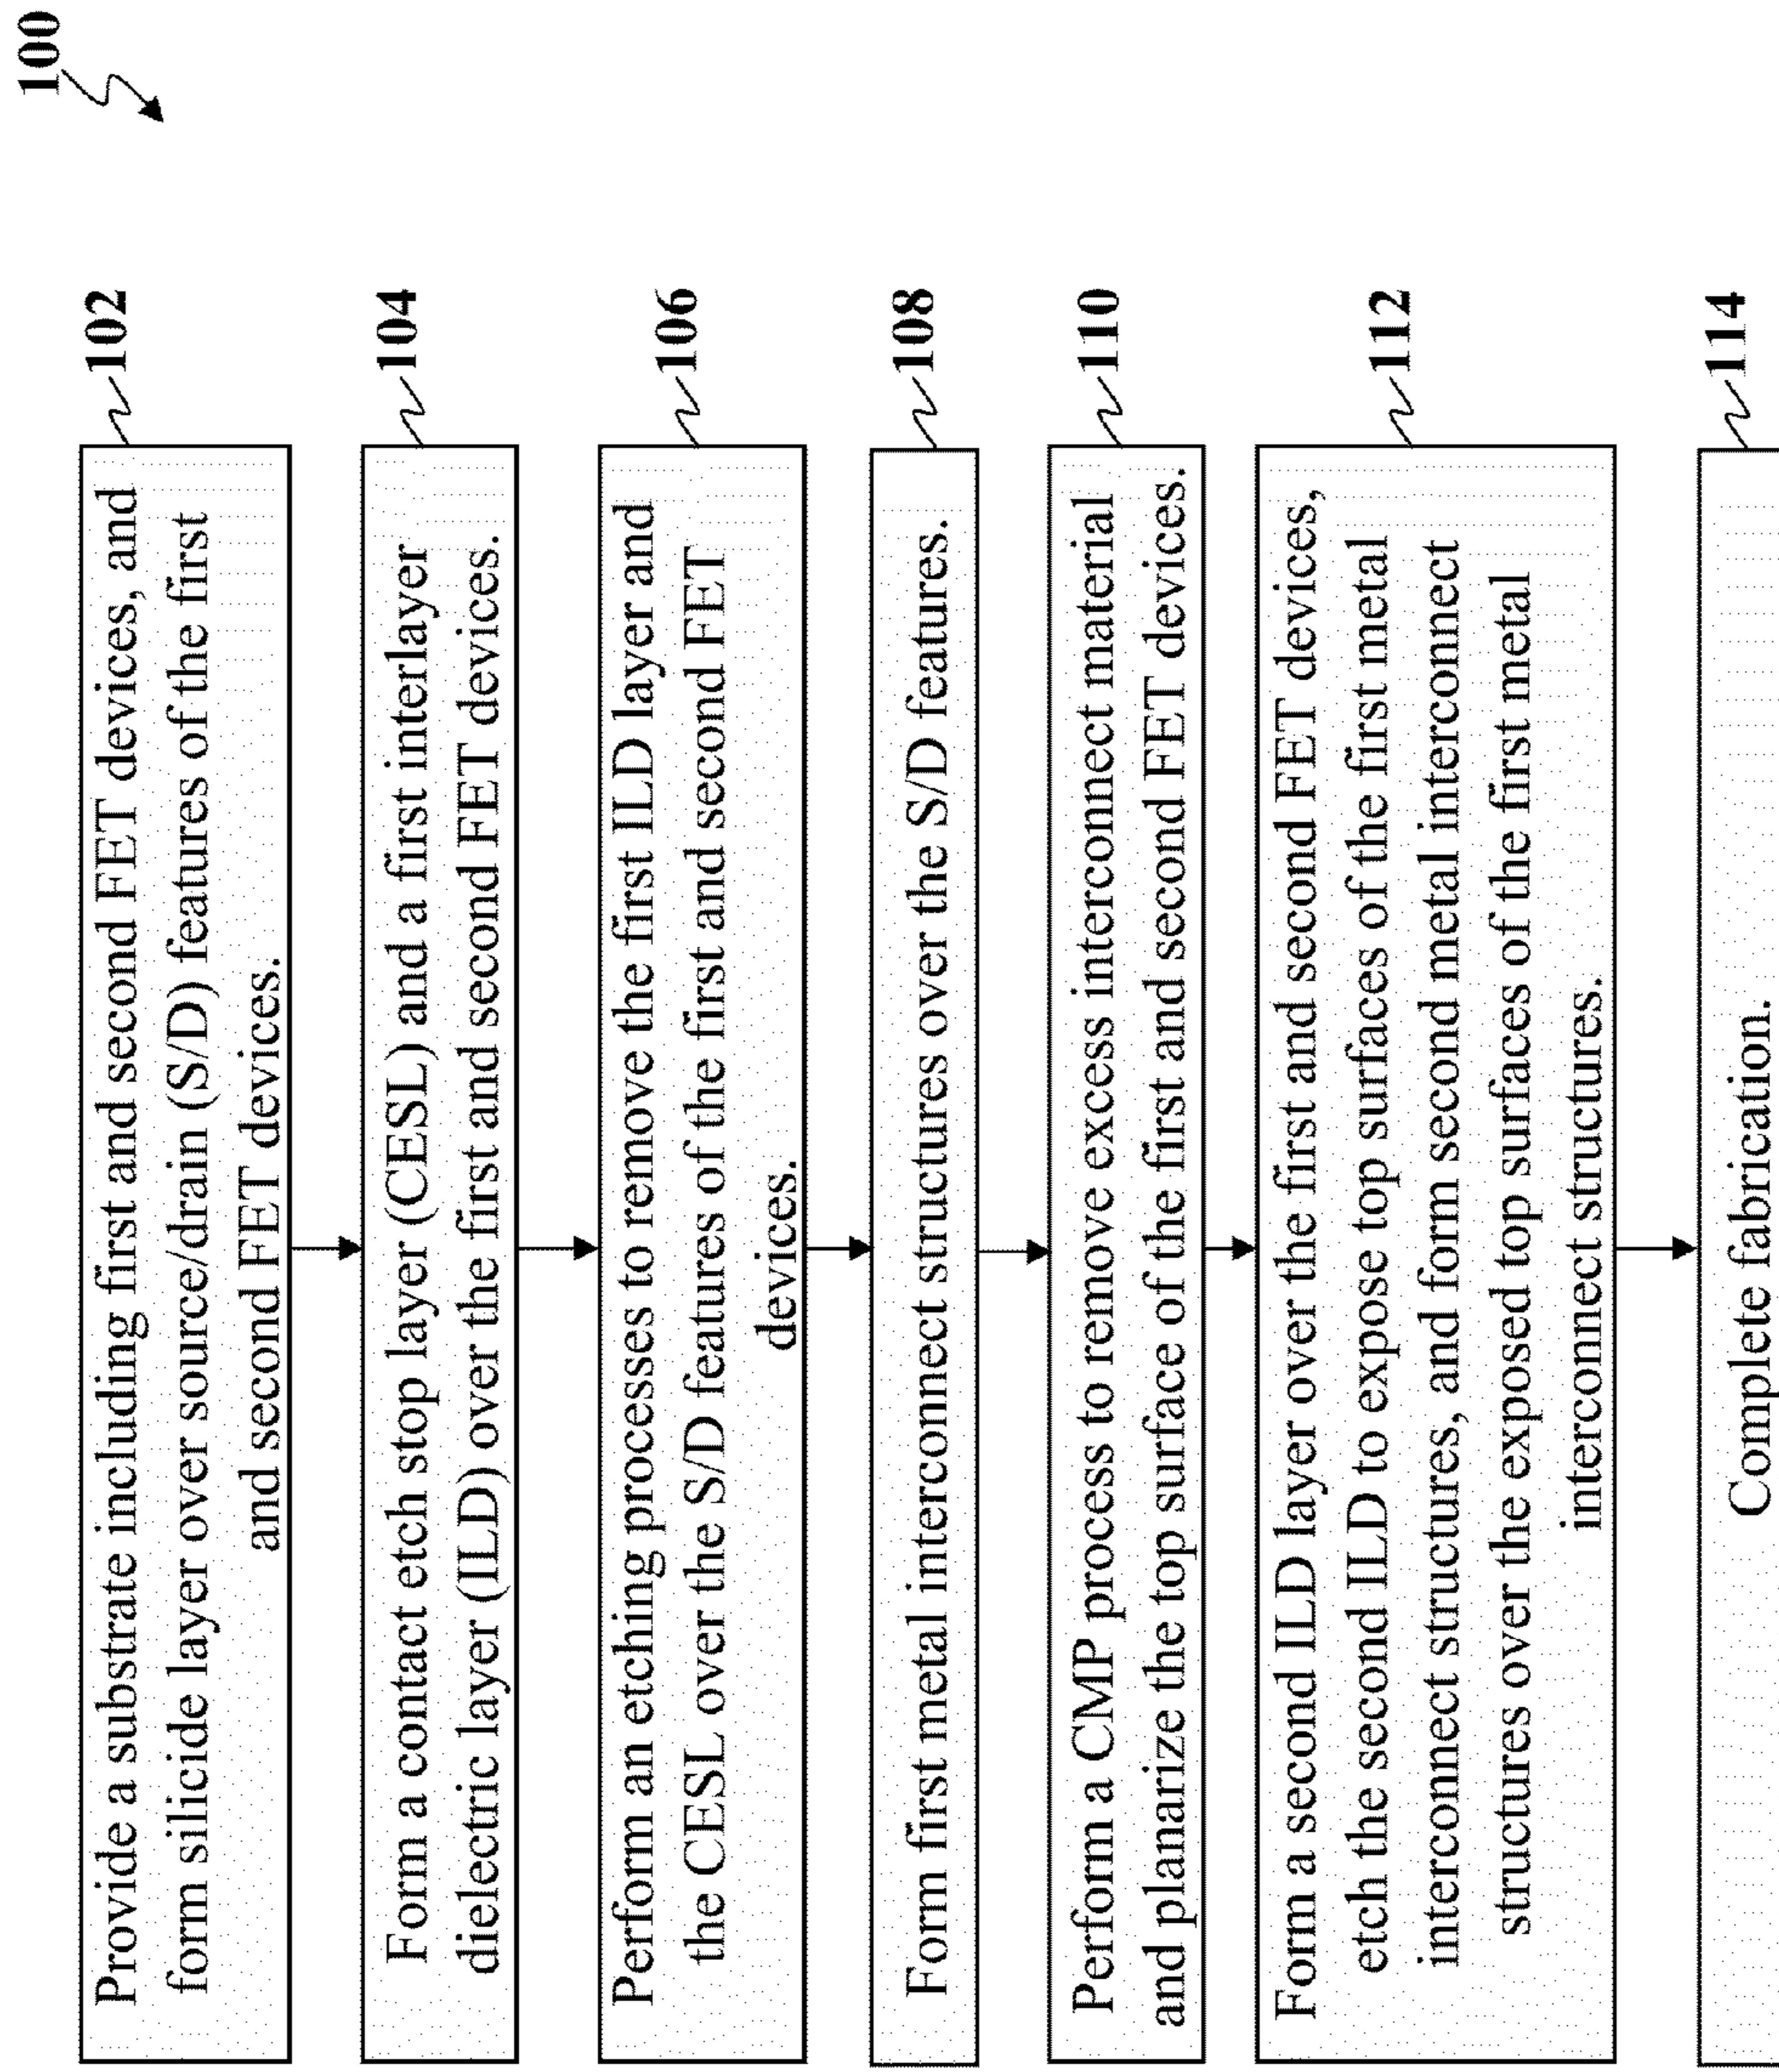 100
Provide a substrate including first and second FET devices, and
form silicide layer over source/drain (S/D) features of the first
and second FET devices.
102
Form a contact etch stop layer (CESL) and a first interlayer
dielectric layer (ILD) over the first and second FET devices.
104
Perform an etching processes to remove the first ILD layer and
the CESL over the S/D features of the first and second FET
devices.
106
Form first metal interconnect structures over the S/D features.
108
Perform a CMP process to remove excess interconnect material
and planarize the top surface of the first and second FET devices.
110
Form a second ILD layer over the first and second FET devices,
etch the second ILD to expose top surfaces of the first metal
interconnect structures, and form second metal interconnect
structures over the exposed top surfaces of the first metal
interconnect structures.
112
Complete fabrication.
114